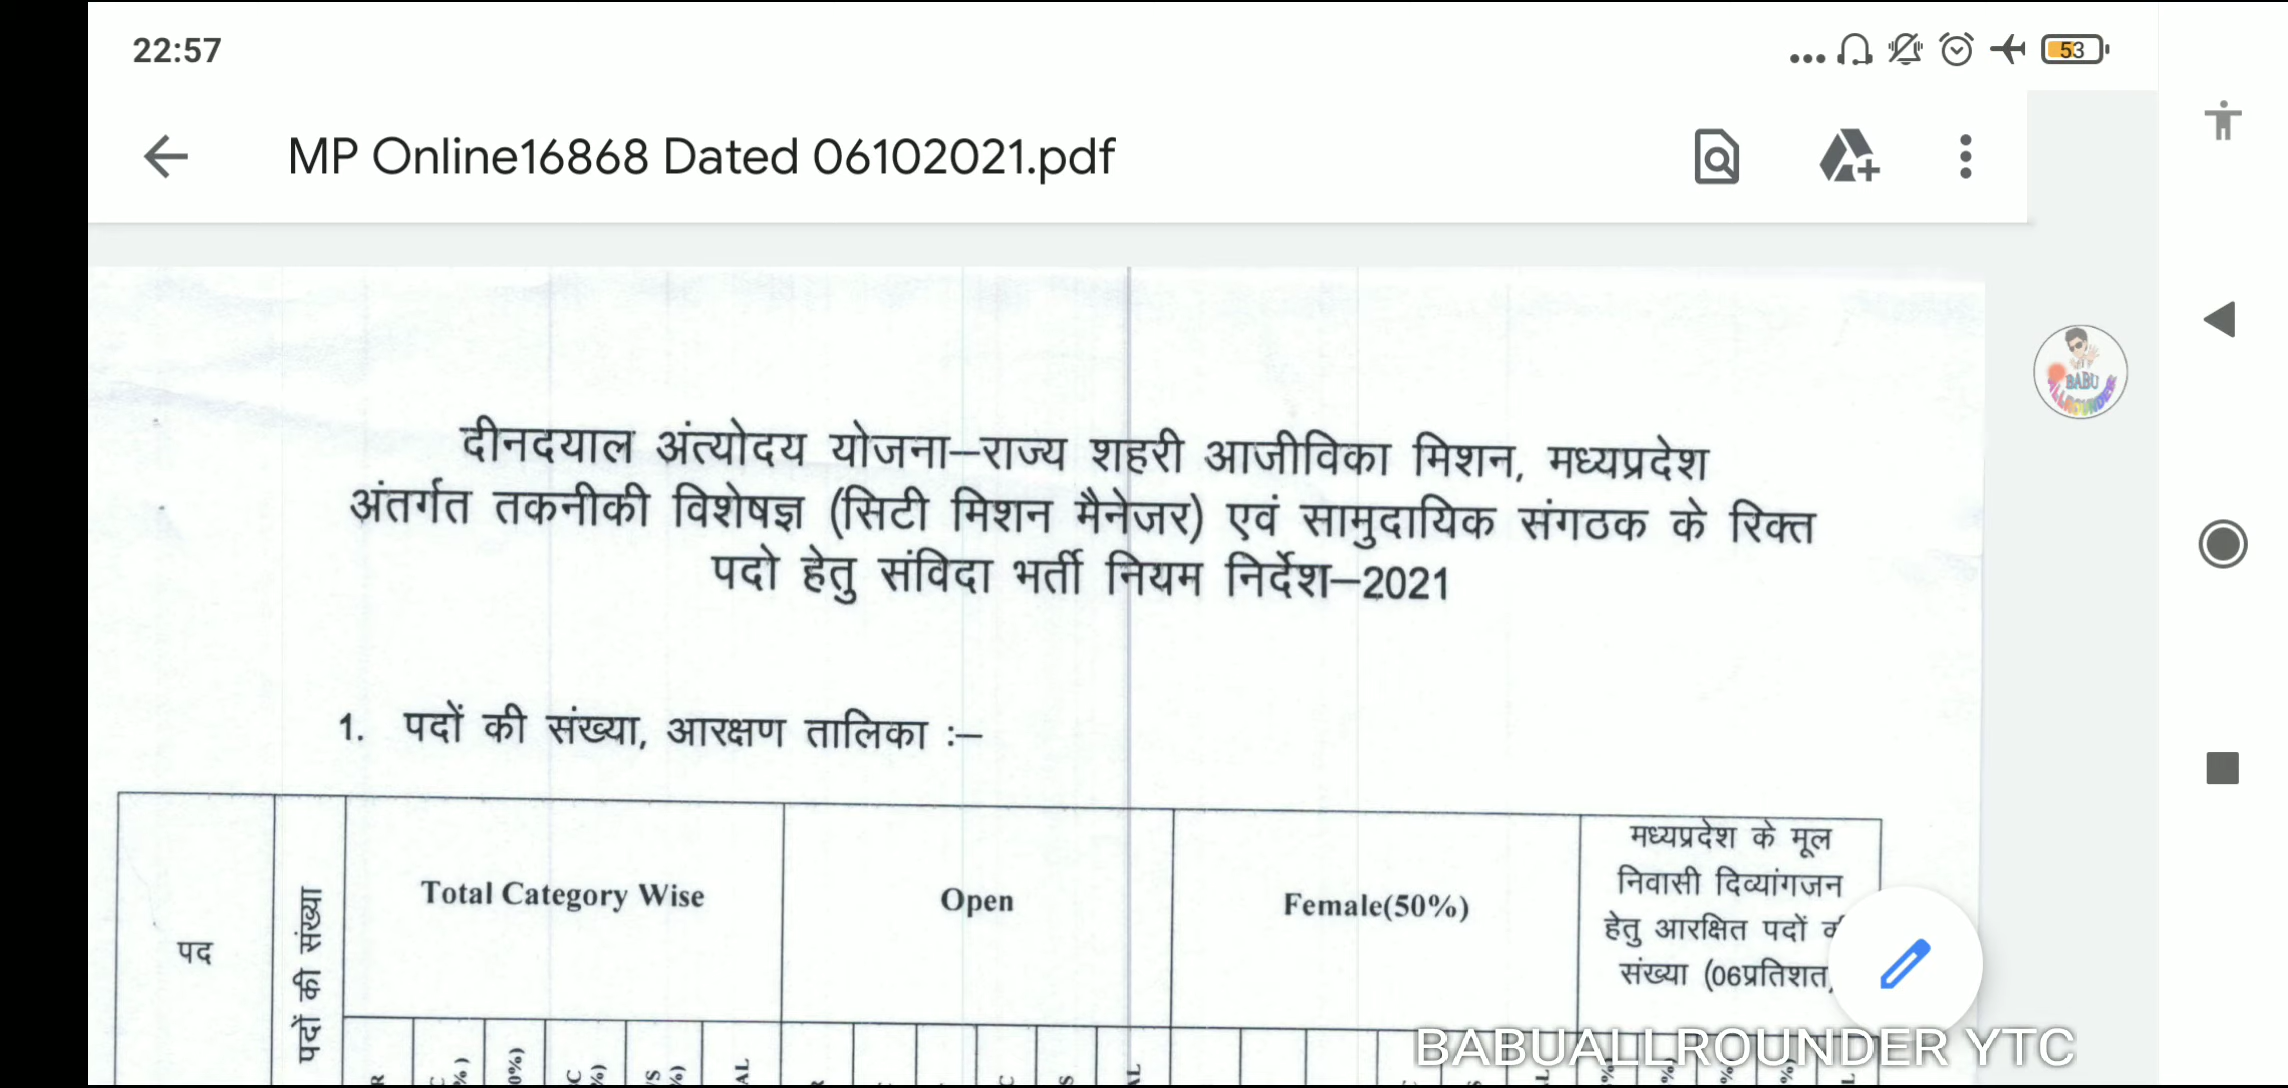 22:57
53
MP Online16868 Dated 06102021.pdf
BABU
दीनदयाल अंत्योदय योजना–राज्य शहरी आजीविका मिशन, मध्यप्रदेश
अंतर्गत तकनीकी विशेषज्ञ (सिटी मिशन मैनेजर) एवं सामुदायिक संगठक के रिक्त
पदो हेतु संविदा भर्ती नियम निर्देश–2021
1. पदों की संख्या, आरक्षण तालिका :–
पद
पदों की संख्या
Total Category Wise
Open
Female(50%)
मध्यप्रदेश के मूल
निवासी दिव्यांगजन
हेतु आरक्षित पदों
संख्या (06प्रतिशत
BABUALLROUNDER YTC